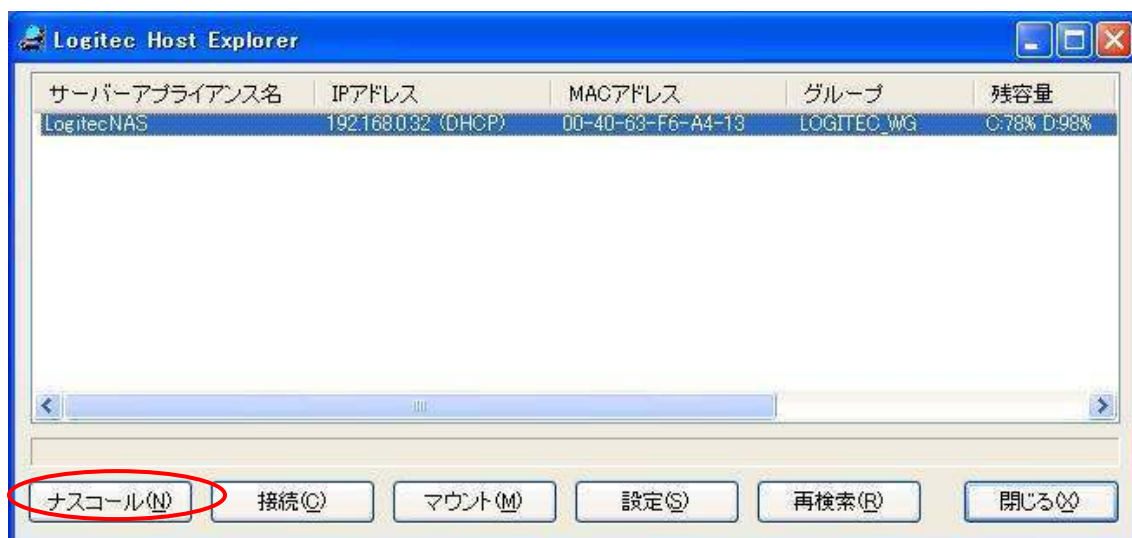 Logitec Host Explorer
サーバーアプライアンス名 IPアドレス MACアドレス グループ 残容量
LogitecNAS 192.168.0.32 (DHCP) 00-40-63-F6-A4-13 LOGITEC_WG C:78% D:98%
ナスコール(N) 接続(C) マウント(M) 設定(S) 再検索(R) 閉じる(X)